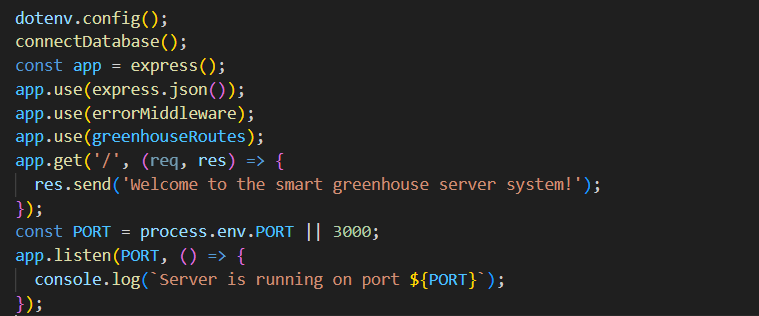 dotenv.config();
connectDatabase();
const app = express();
app.use(express.json());
app.use(errorMiddleware);
app.use(greenhouseRoutes);
app.get('/', (req, res) => {
  res.send('Welcome to the smart greenhouse server system!');
});
const PORT = process.env.PORT || 3000;
app.listen(PORT, () => {
  console.log(`Server is running on port ${PORT}`);
});